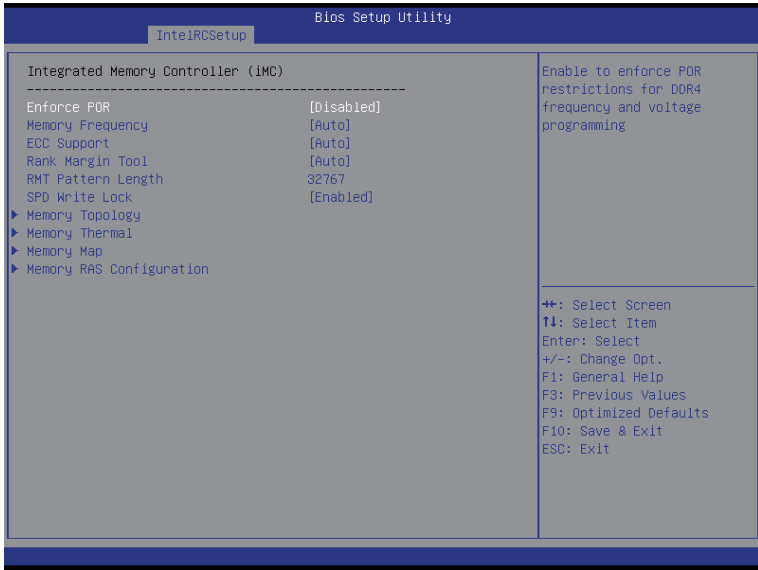 Bios Setup Utility
IntelRCSetup
Integrated Memory Controller (iMC)
--------------------------------------------------
Enforce POR [Disabled]
Memory Frequency [Auto]
ECC Support [Auto]
Rank Margin Tool [Auto]
RMT Pattern Length 32767
SPD Write Lock [Enabled]
Memory Topology
Memory Thermal
Memory Map
Memory RAS Configuration
Enable to enforce POR
restrictions for DDR4
frequency and voltage
programming
→←: Select Screen
↑↓: Select Item
Enter: Select
+/-: Change Opt.
F1: General Help
F3: Previous Values
F9: Optimized Defaults
F10: Save & Exit
ESC: Exit